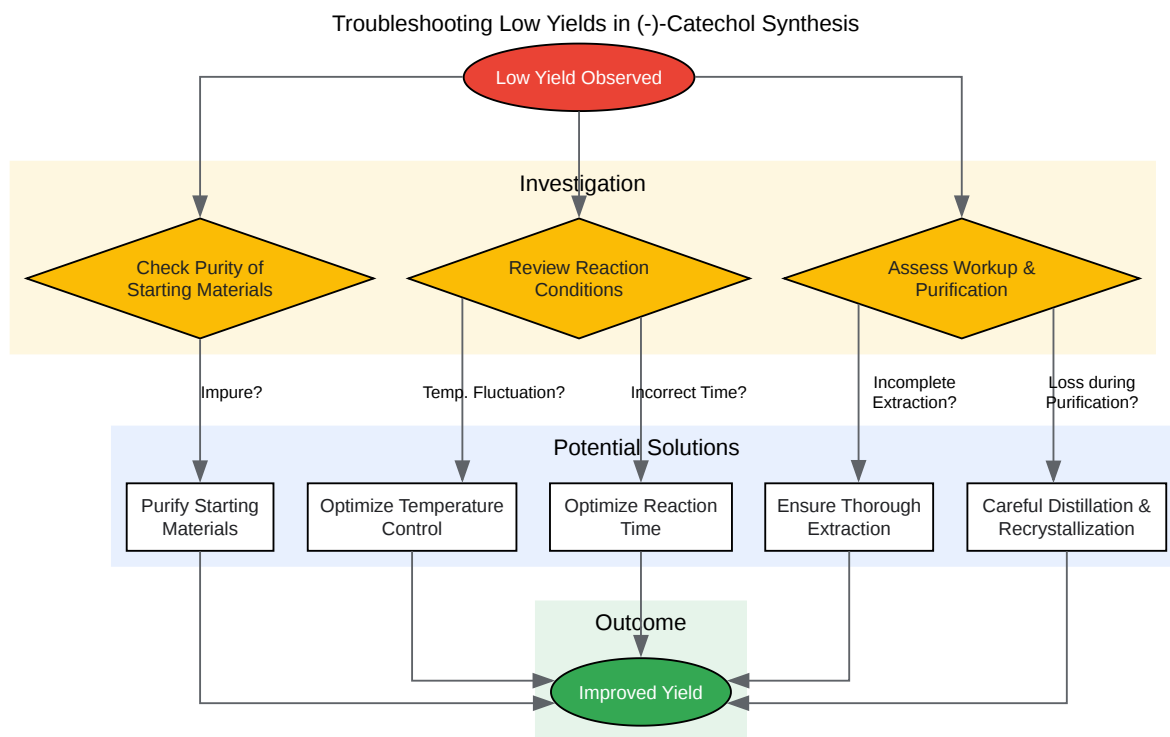 Troubleshooting Low Yields in (-)-Catechol Synthesis
Low Yield Observed
Investigation
Check Purity of
Starting Materials
Review Reaction
Conditions
Assess Workup &
Purification
Impure?
Temp. Fluctuation?
Incorrect Time?
Incomplete
Extraction?
Loss during
Purification?
Potential Solutions
Purify Starting
Materials
Optimize Temperature
Control
Optimize Reaction
Time
Ensure Thorough
Extraction
Careful Distillation &
Recrystallization
Outcome
Improved Yield